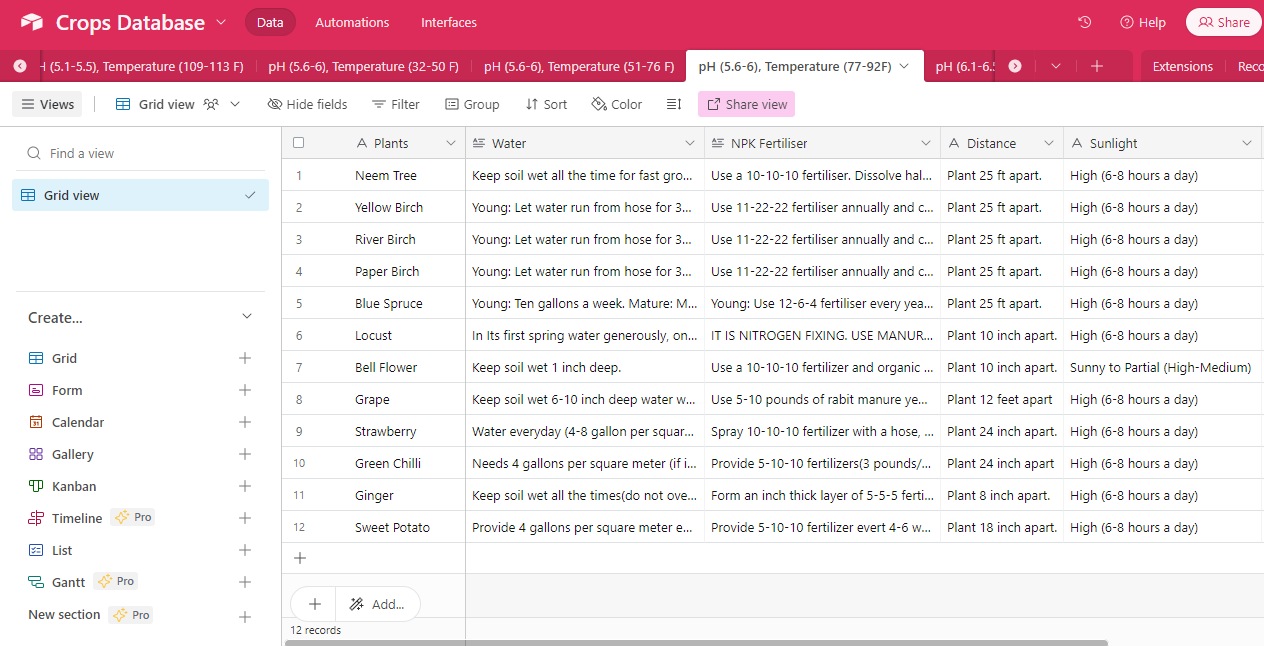 Crops Database Data Automations Interfaces Help Share
H (5.1-5.5), Temperature (109-113 F) pH (5.6-6), Temperature (32-50 F) pH (5.6-6), Temperature (51-76 F) pH (5.6-6), Temperature (77-92F) pH (6.1-6.5 Extensions Reco
Views Grid view Hide fields Filter Group Sort Color Share view
Find a view
Grid view
Create...
Grid
Form
Calendar
Gallery
Kanban
Timeline Pro
List
Gantt Pro
New section Pro
Plants Water NPK Fertiliser Distance Sunlight
1 Neem Tree Keep soil wet all the time for fast gro... Use a 10-10-10 fertiliser. Dissolve hal... Plant 25 ft apart. High (6-8 hours a day)
2 Yellow Birch Young: Let water run from hose for 3... Use 11-22-22 fertiliser annually and c... Plant 25 ft apart. High (6-8 hours a day)
3 River Birch Young: Let water run from hose for 3... Use 11-22-22 fertiliser annually and c... Plant 25 ft apart. High (6-8 hours a day)
4 Paper Birch Young: Let water run from hose for 3... Use 11-22-22 fertiliser annually and c... Plant 25 ft apart. High (6-8 hours a day)
5 Blue Spruce Young: Ten gallons a week. Mature: M... Young: Use 12-6-4 fertiliser every yea... Plant 25 ft apart. High (6-8 hours a day)
6 Locust In Its first spring water generously, on... IT IS NITROGEN FIXING. USE MANUR... Plant 10 inch apart. High (6-8 hours a day)
7 Bell Flower Keep soil wet 1 inch deep. Use a 10-10-10 fertilizer and organic ... Plant 10 inch apart. Sunny to Partial (High-Medium)
8 Grape Keep soil wet 6-10 inch deep water w... Use 5-10 pounds of rabit manure ye... Plant 12 feet apart High (6-8 hours a day)
9 Strawberry Water everyday (4-8 gallon per squar... Spray 10-10-10 fertilizer with a hose, ... Plant 24 inch apart. High (6-8 hours a day)
10 Green Chilli Needs 4 gallons per square meter (if i... Provide 5-10-10 fertilizers(3 pounds/... Plant 24 inch apart High (6-8 hours a day)
11 Ginger Keep soil wet all the times(do not ove... Form an inch thick layer of 5-5-5 ferti... Plant 8 inch apart. High (6-8 hours a day)
12 Sweet Potato Provide 4 gallons per square meter e... Provide 5-10-10 fertilizer evert 4-6 w... Plant 18 inch apart. High (6-8 hours a day)
Add...
12 records